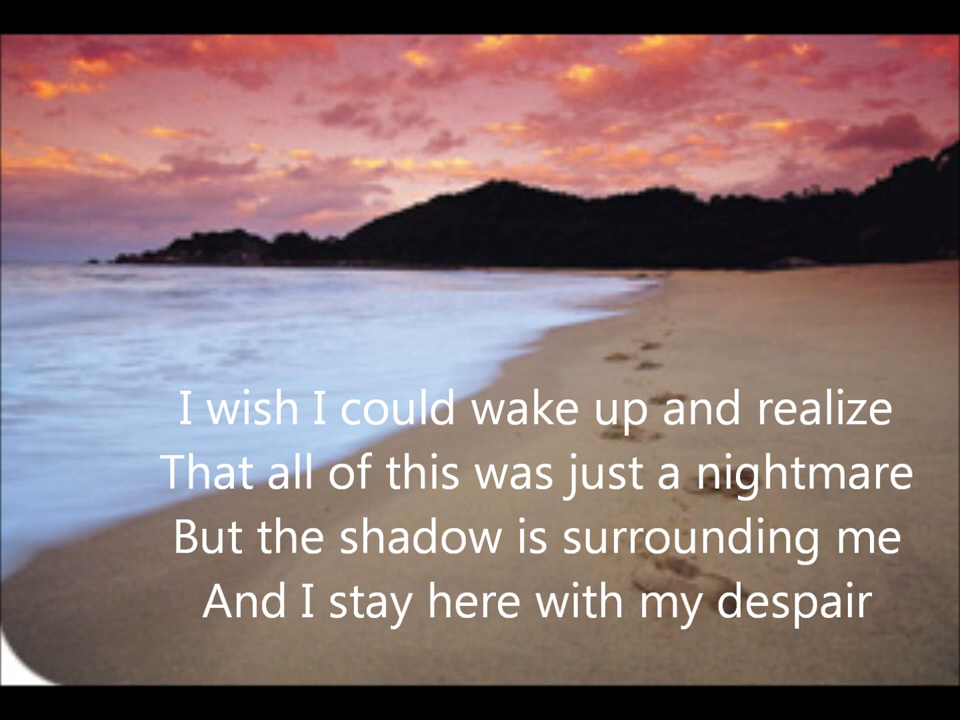 I wish I could wake up and realize
That all of this was just a nightmare
But the shadow is surrounding me
And I stay here with my despair